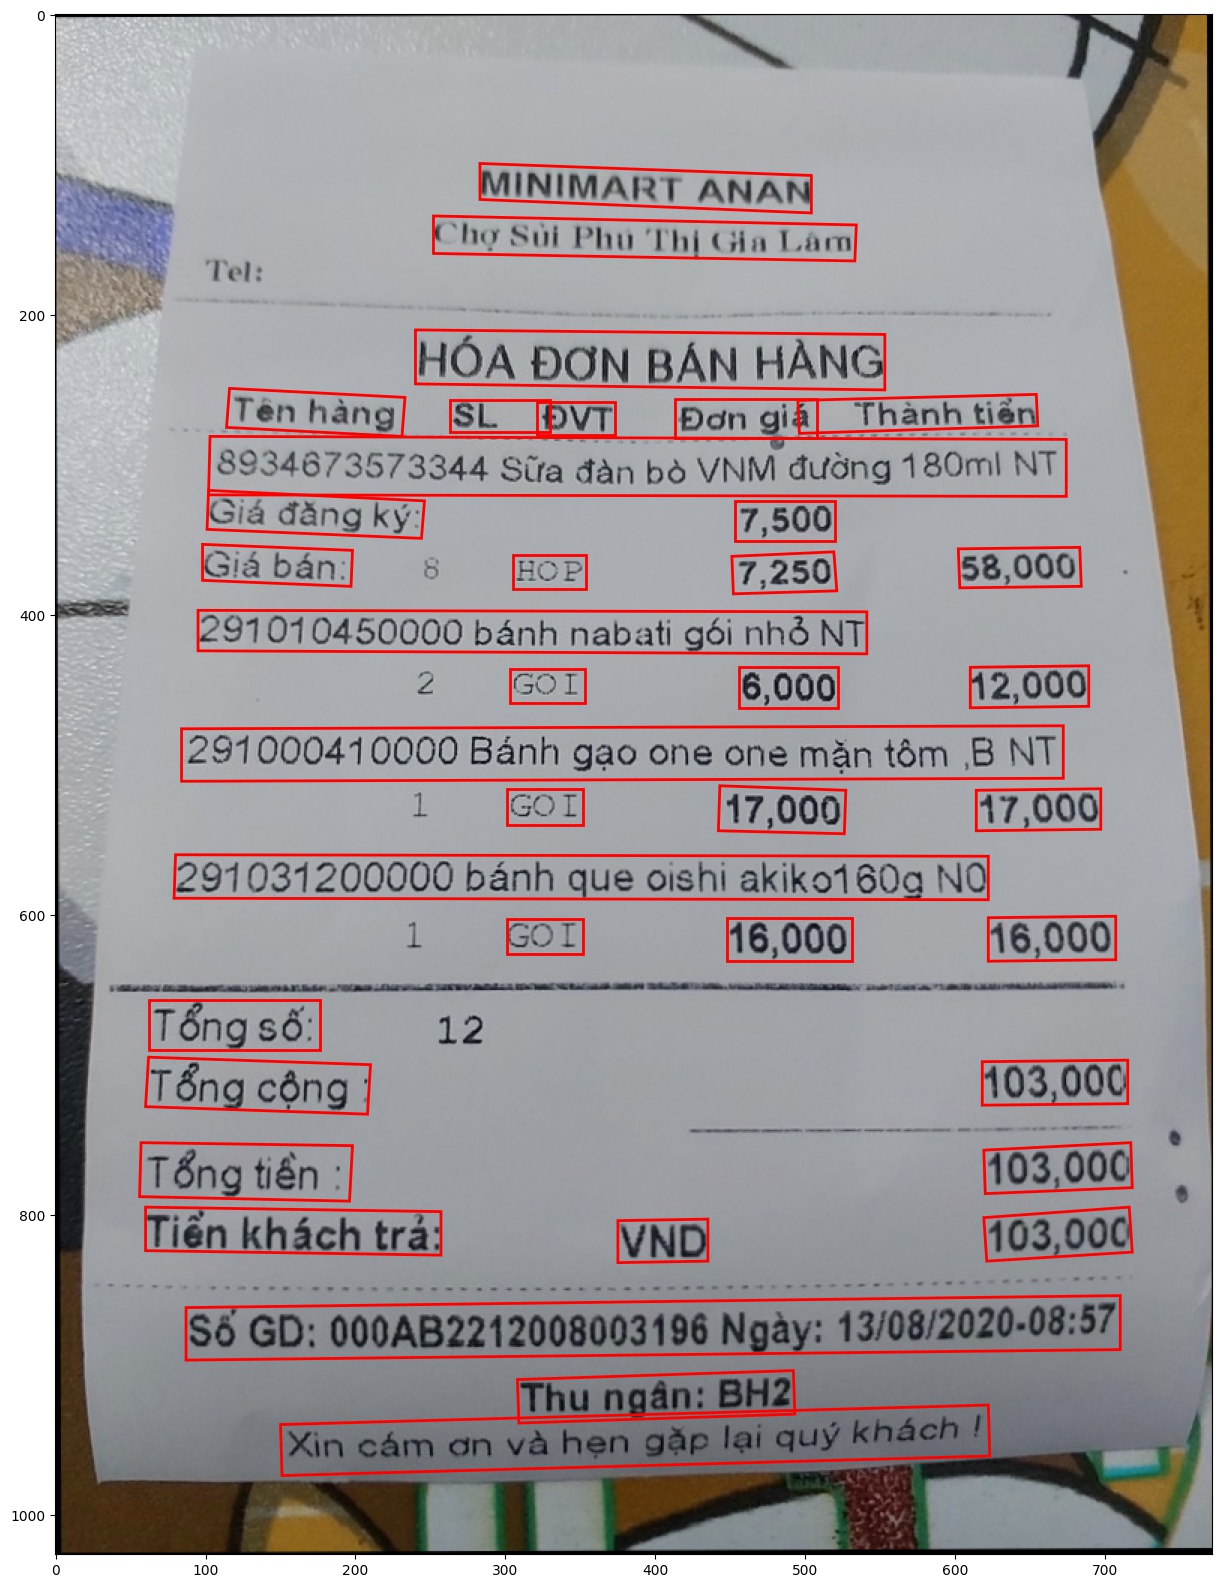 MINIMART ANAN
Chợ Sủi Phú Thị Gia Lâm
Tel:
HÓA ĐƠN BÁN HÀNG
Tên hàng SL ĐVT Đơn giá Thành tiền
8934673573344 Sữa đàn bò VNM đường 180ml NT
Giá đăng ký: 7,500
Giá bán: 8 HOP 7,250 58,000
291010450000 bánh nabati gói nhỏ NT
2 GOI 6,000 12,000
291000410000 Bánh gạo one one mặn tôm ,B NT
1 GOI 17,000 17,000
291031200000 bánh que oishi akiko160g N0
1 GOI 16,000 16,000
Tổng số: 12
Tổng cộng : 103,000
Tổng tiền : 103,000
Tiền khách trả: VND 103,000
Số GD: 000AB2212008003196 Ngày: 13/08/2020-08:57
Thu ngân: BH2
Xin cám ơn và hẹn gặp lại quý khách !
0
200
400
600
800
1000
0 100 200 300 400 500 600 700